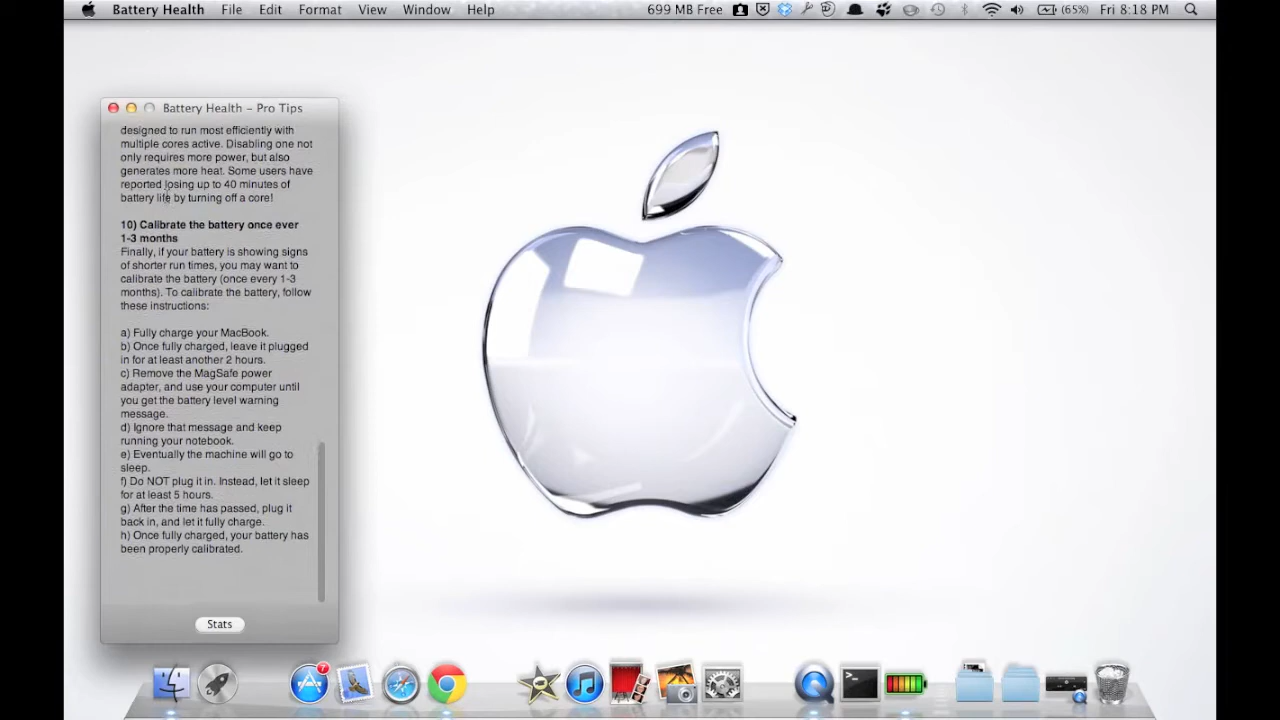 Battery Health File Edit Format View Window Help 699 MB Free (65%) Fri 8:18 PM
Battery Health – Pro Tips
designed to run most efficiently with
multiple cores active. Disabling one not
only requires more power, but also
generates more heat. Some users have
reported losing up to 40 minutes of
battery life by turning off a core!
10) Calibrate the battery once ever
1-3 months
Finally, if your battery is showing signs
of shorter run times, you may want to
calibrate the battery (once every 1-3
months). To calibrate the battery, follow
these instructions:
a) Fully charge your MacBook.
b) Once fully charged, leave it plugged
in for at least another 2 hours.
c) Remove the MagSafe power
adapter, and use your computer until
you get the battery level warning
message.
d) Ignore that message and keep
running your notebook.
e) Eventually the machine will go to
sleep.
f) Do NOT plug it in. Instead, let it sleep
for at least 5 hours.
g) After the time has passed, plug it
back in, and let it fully charge.
h) Once fully charged, your battery has
been properly calibrated.
Stats
7